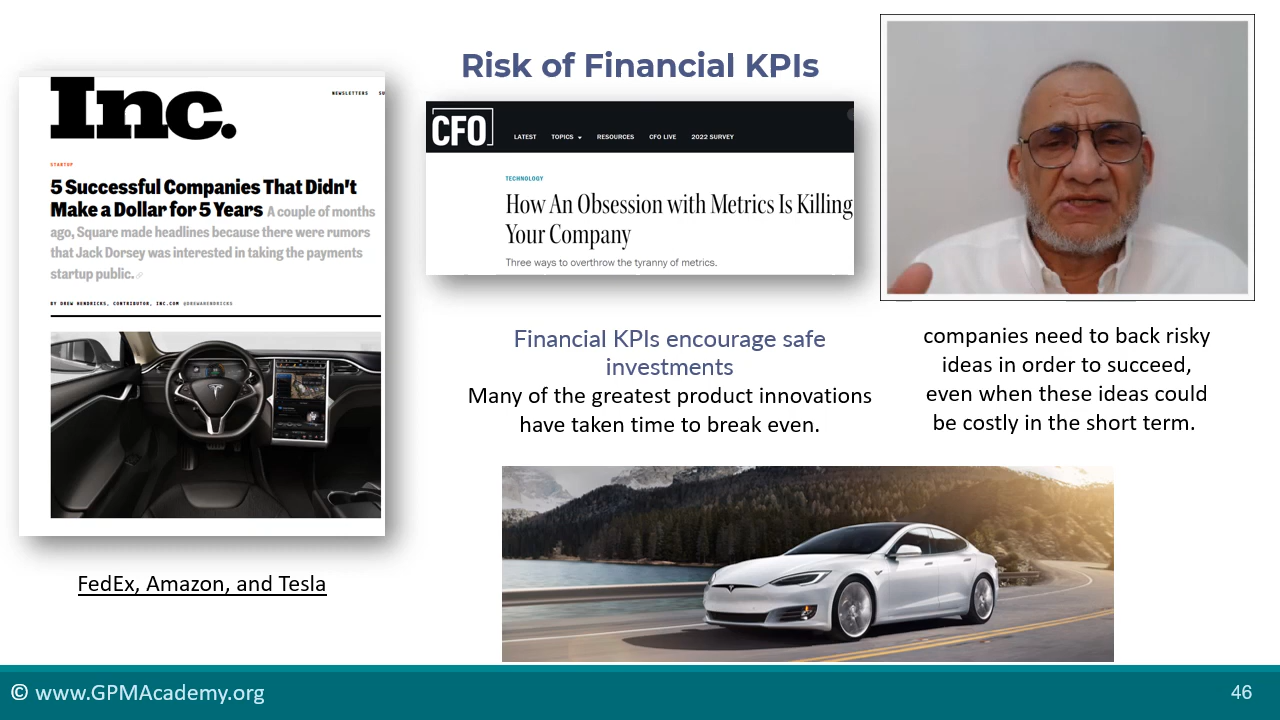 Risk of Financial KPIs
Inc.
NEWSLETTERS SU
STARTUP
5 Successful Companies That Didn't
Make a Dollar for 5 Years A couple of months
ago, Square made headlines because there were rumors
that Jack Dorsey was interested in taking the payments
startup public.
BY DREW HENDRICKS, CONTRIBUTOR, INC.COM @DREWAHENDRICKS
FedEx, Amazon, and Tesla
CFO
LATEST TOPICS RESOURCES CFO LIVE 2022 SURVEY
TECHNOLOGY
How An Obsession with Metrics Is Killing
Your Company
Three ways to overthrow the tyranny of metrics.
Financial KPIs encourage safe
investments
Many of the greatest product innovations
have taken time to break even.
companies need to back risky
ideas in order to succeed,
even when these ideas could
be costly in the short term.
© www.GPMAcademy.org
46